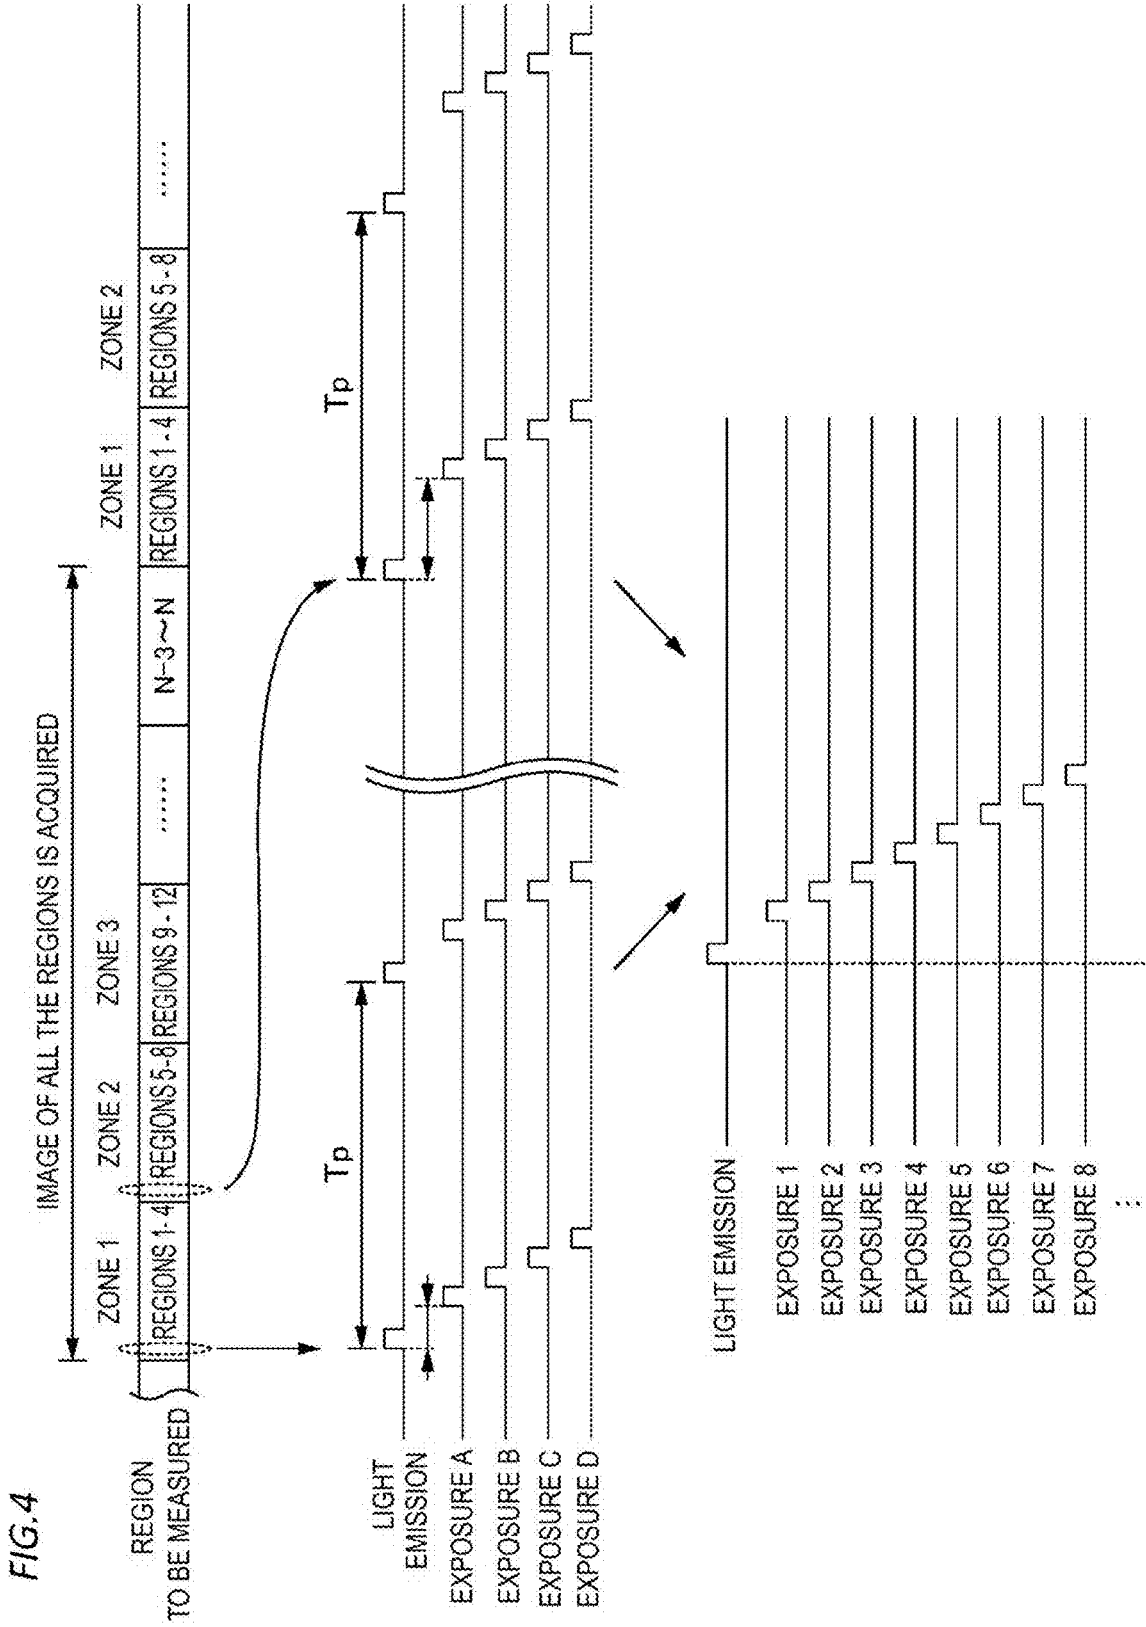 FIG.4
IMAGE OF ALL THE REGIONS IS ACQUIRED
ZONE 1 ZONE 2 ZONE 3 ZONE 1 ZONE 2
REGION
TO BE MEASURED
REGIONS 1-4 REGIONS 5-8 REGIONS 9-12 ...... N-3～N REGIONS 1-4 REGIONS 5-8 ......
Tp Tp
LIGHT
EMISSION
EXPOSURE A
EXPOSURE B
EXPOSURE C
EXPOSURE D
LIGHT EMISSION
EXPOSURE 1
EXPOSURE 2
EXPOSURE 3
EXPOSURE 4
EXPOSURE 5
EXPOSURE 6
EXPOSURE 7
EXPOSURE 8
⋮